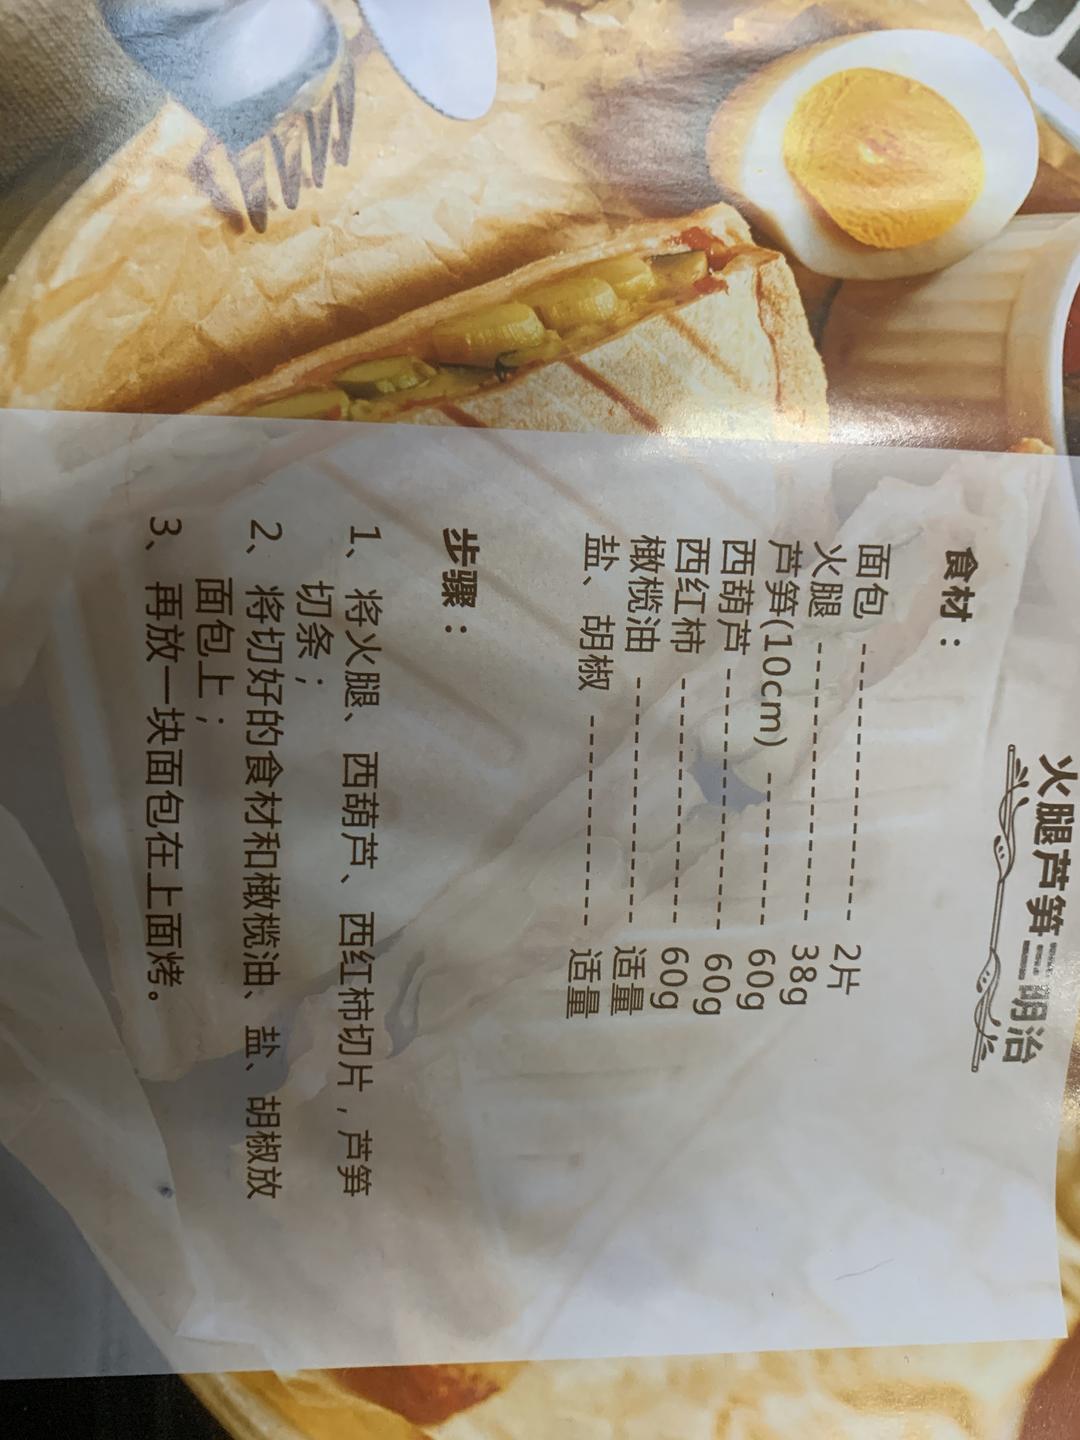 火腿芦笋三明治
食材：
面包 -------------------- 2片
火腿 -------------------- 38g
芦笋(10cm) ----------- 60g
西葫芦 ------------------- 60g
西红柿 ------------------ 60g
橄榄油 ------------------ 适量
盐、胡椒 --------------- 适量
步骤：
1、将火腿、西葫芦、西红柿切片，芦笋
切条；
2、将切好的食材和橄榄油、盐、胡椒放
面包上；
3、再放一块面包在上面烤。